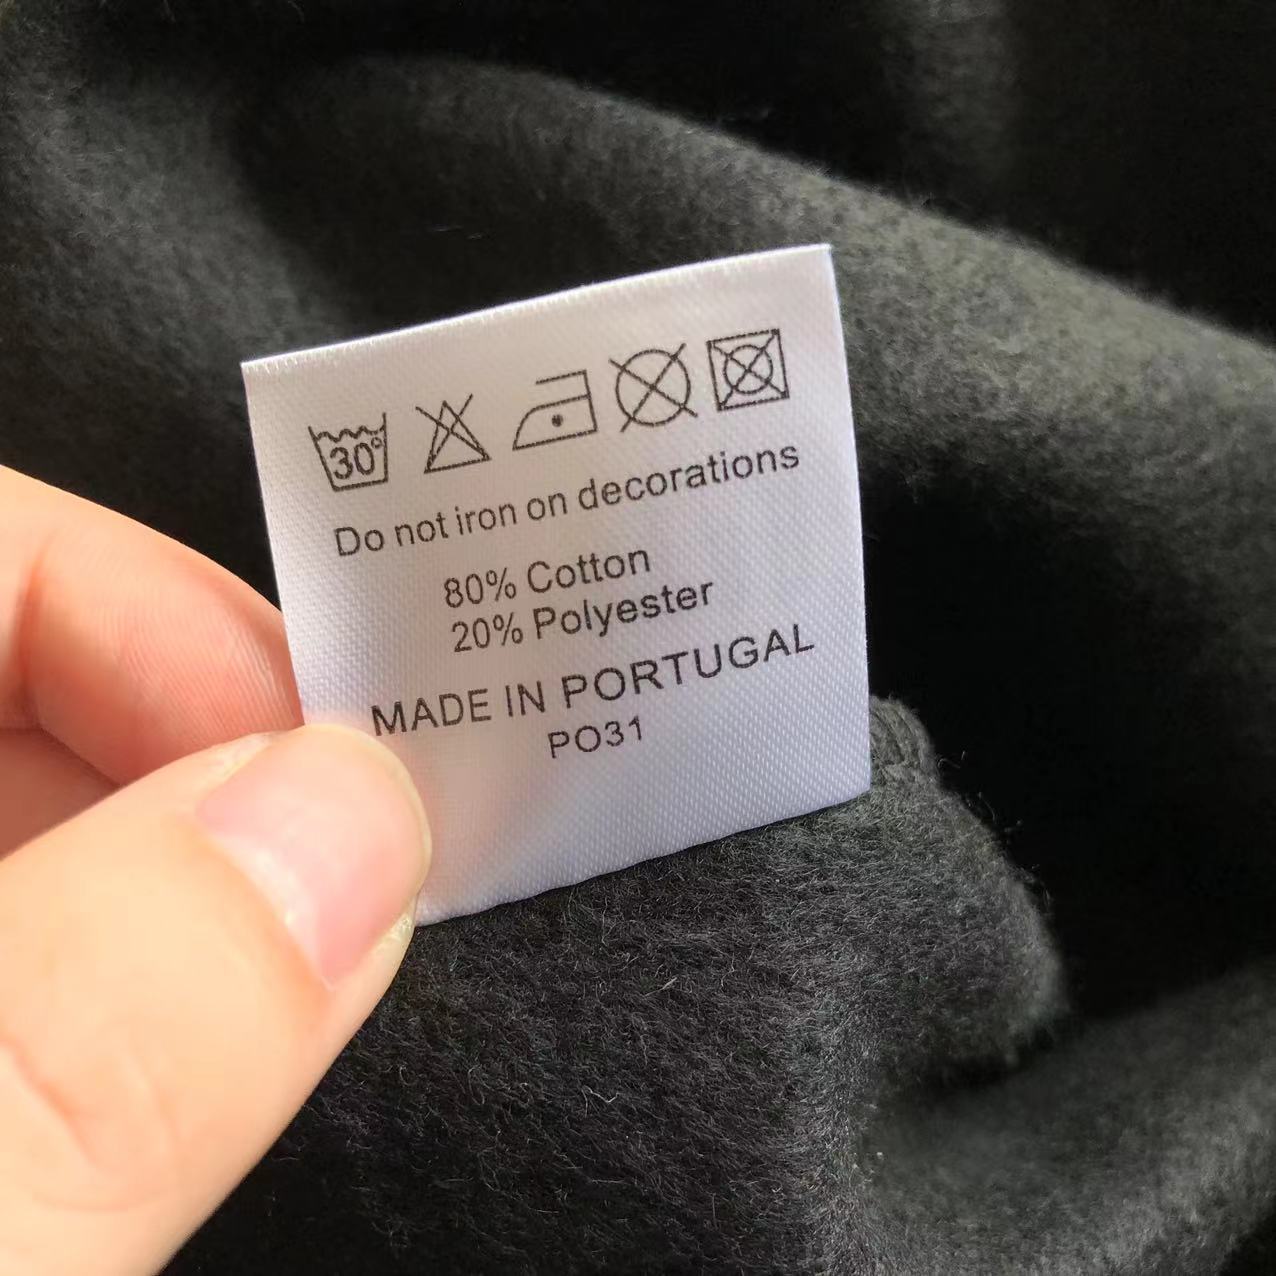 30°
Do not iron on decorations
80% Cotton
20% Polyester
MADE IN PORTUGAL
PO31